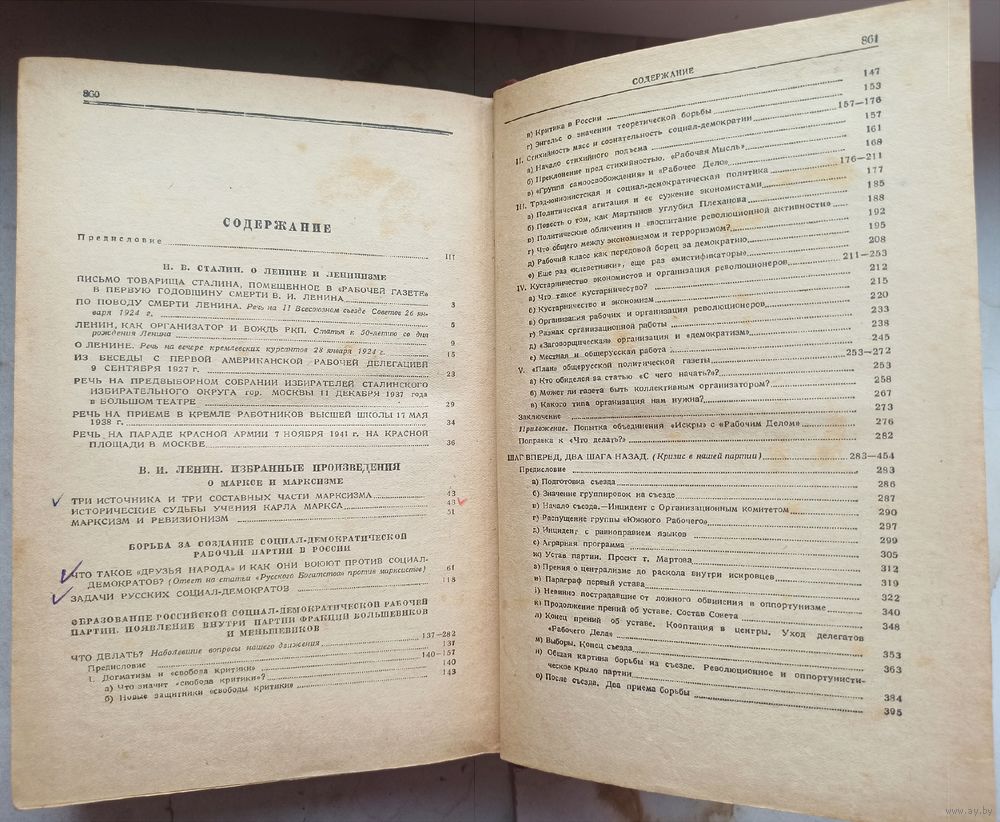 860
СОДЕРЖАНИЕ
Предисловие III
И. В. СТАЛИН. О ЛЕНИНЕ И ЛЕНИНИЗМЕ
ПИСЬМО ТОВАРИЩА СТАЛИНА, ПОМЕЩЕННОЕ В «РАБОЧЕЙ ГАЗЕТЕ»
В ПЕРВУЮ ГОДОВЩИНУ СМЕРТИ В. И. ЛЕНИНА 3
ПО ПОВОДУ СМЕРТИ ЛЕНИНА. Речь на II Всесоюзном съезде Советов 26 ян-
варя 1924 г. 5
ЛЕНИН, КАК ОРГАНИЗАТОР И ВОЖДЬ РКП. Статья к 50-летию со дня
рождения Ленина 9
О ЛЕНИНЕ. Речь на вечере кремлевских курсантов 28 января 1924 г. 15
ИЗ БЕСЕДЫ С ПЕРВОЙ АМЕРИКАНСКОЙ РАБОЧЕЙ ДЕЛЕГАЦИЕЙ
9 СЕНТЯБРЯ 1927 г. 23
РЕЧЬ НА ПРЕДВЫБОРНОМ СОБРАНИИ ИЗБИРАТЕЛЕЙ СТАЛИНСКОГО
ИЗБИРАТЕЛЬНОГО ОКРУГА гор. МОСКВЫ 11 ДЕКАБРЯ 1937 года
в БОЛЬШОМ ТЕАТРЕ 29
РЕЧЬ НА ПРИЕМЕ В КРЕМЛЕ РАБОТНИКОВ ВЫСШЕЙ ШКОЛЫ 17 МАЯ
1938 г. 34
РЕЧЬ НА ПАРАДЕ КРАСНОЙ АРМИИ 7 НОЯБРЯ 1941 г. НА КРАСНОЙ
ПЛОЩАДИ В МОСКВЕ 36
В. И. ЛЕНИН. ИЗБРАННЫЕ ПРОИЗВЕДЕНИЯ
О МАРКСЕ И МАРКСИЗМЕ
ТРИ ИСТОЧНИКА И ТРИ СОСТАВНЫХ ЧАСТИ МАРКСИЗМА 43
ИСТОРИЧЕСКИЕ СУДЬБЫ УЧЕНИЯ КАРЛА МАРКСА
МАРКСИЗМ И РЕВИЗИОНИЗМ 51
БОРЬБА ЗА СОЗДАНИЕ СОЦИАЛ-ДЕМОКРАТИЧЕСКОЙ
РАБОЧЕЙ ПАРТИИ В РОССИИ
ЧТО ТАКОЕ «ДРУЗЬЯ НАРОДА» И КАК ОНИ ВОЮЮТ ПРОТИВ СОЦИАЛ-
ДЕМОКРАТОВ? (Ответ на статьи «Русского Богатства» против марксистов) 61
ЗАДАЧИ РУССКИХ СОЦИАЛ-ДЕМОКРАТОВ 118
ОБРАЗОВАНИЕ РОССИЙСКОЙ СОЦИАЛ-ДЕМОКРАТИЧЕСКОЙ РАБОЧЕЙ
ПАРТИИ. ПОЯВЛЕНИЕ ВНУТРИ ПАРТИИ ФРАКЦИЙ БОЛЬШЕВИКОВ
И МЕНЬШЕВИКОВ
ЧТО ДЕЛАТЬ? Наболевшие вопросы нашего движения 137—282
Предисловие 137
I. Догматизм и «свобода критики» 140—157
а) Что значит «свобода критики»? 140
б) Новые защитники «свободы критики» 143
СОДЕРЖАНИЕ 861
в) Критика в России 147
г) Энгельс о значении теоретической борьбы 153
II. Стихийность масс и сознательность социал-демократии 157—176
а) Начало стихийного подъема 157
б) Преклонение пред стихийностью. «Рабочая Мысль» 161
в) «Группа самоосвобождения» и «Рабочее Дело» 168
III. Тред-юнионистская и социал-демократическая политика 176—211
а) Политическая агитация и ее сужение экономистами 177
б) Повесть о том, как Мартынов углубил Плеханова 185
в) Политические обличения и «воспитание революционной активности» 188
г) Что общего между экономизмом и терроризмом? 192
д) Рабочий класс как передовой борец за демократию 195
е) Еще раз «клеветники», еще раз «мистификаторы» 208
IV. Кустарничество экономистов и организация революционеров 211—253
а) Что такое кустарничество? 212
б) Кустарничество и экономизм 215
в) Организация рабочих и организация революционеров 220
г) Размах организационной работы 233
д) «Заговорщическая» организация и «демократизм» 238
е) Местная и общерусская работа 245
V. «План» общерусской политической газеты 253—272
а) Кто обиделся за статью «С чего начать?»? 253
б) Может ли газета быть коллективным организатором? 258
в) Какого типа организация нам нужна? 267
Заключение 273
Приложение. Попытка объединения «Искры» с «Рабочим Делом» 276
Поправка к «Что делать?» 282
ШАГ ВПЕРЕД, ДВА ШАГА НАЗАД. (Кризис в нашей партии) 283—454
Предисловие 283
а) Подготовка съезда 286
б) Значение группировок на съезде 287
в) Начало съезда.—Инцидент с Организационным комитетом 290
г) Распущение группы «Южного Рабочего» 297
д) Инцидент с равноправием языков 299
е) Аграрная программа 305
ж) Устав партии. Проект т. Мартова 312
з) Прения о централизме до раскола внутри искровцев 319
и) Параграф первый устава 322
i) Невинно пострадавшие от ложного обвинения в оппортунизме 340
к) Продолжение прений об уставе. Состав Совета 348
л) Конец прений об уставе. Кооптация в центры. Уход делегатов
«Рабочего Дела» 353
м) Выборы. Конец съезда 363
н) Общая картина борьбы на съезде. Революционное и оппортунисти-
ческое крыло партии 384
о) После съезда. Два приема борьбы 395
www.ay.by